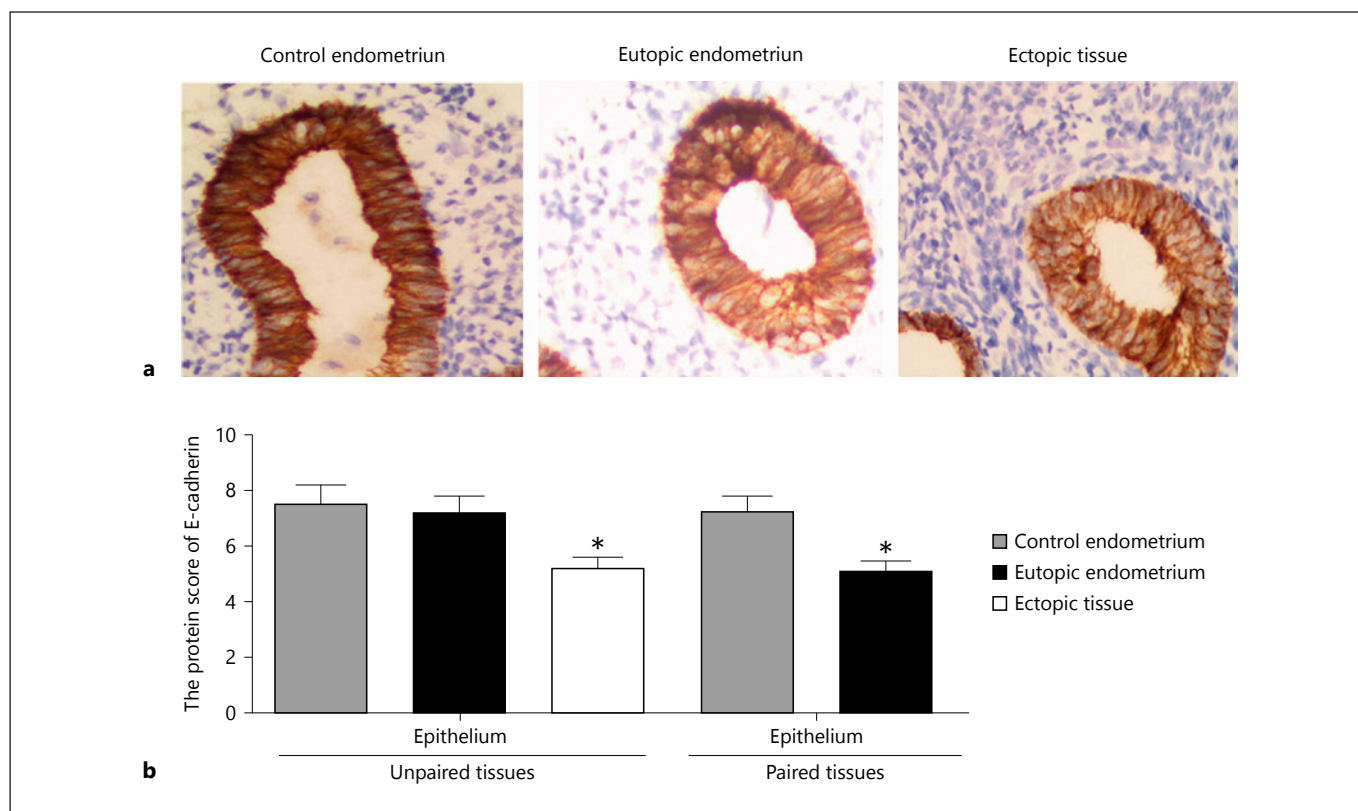 Control endometriun
Eutopic endometriun
Ectopic tissue
a
The protein score of E-cadherin
10
8
6
4
2
0
*
*
Control endometrium
Eutopic endometrium
Ectopic tissue
Epithelium
Epithelium
Unpaired tissues
Paired tissues
b